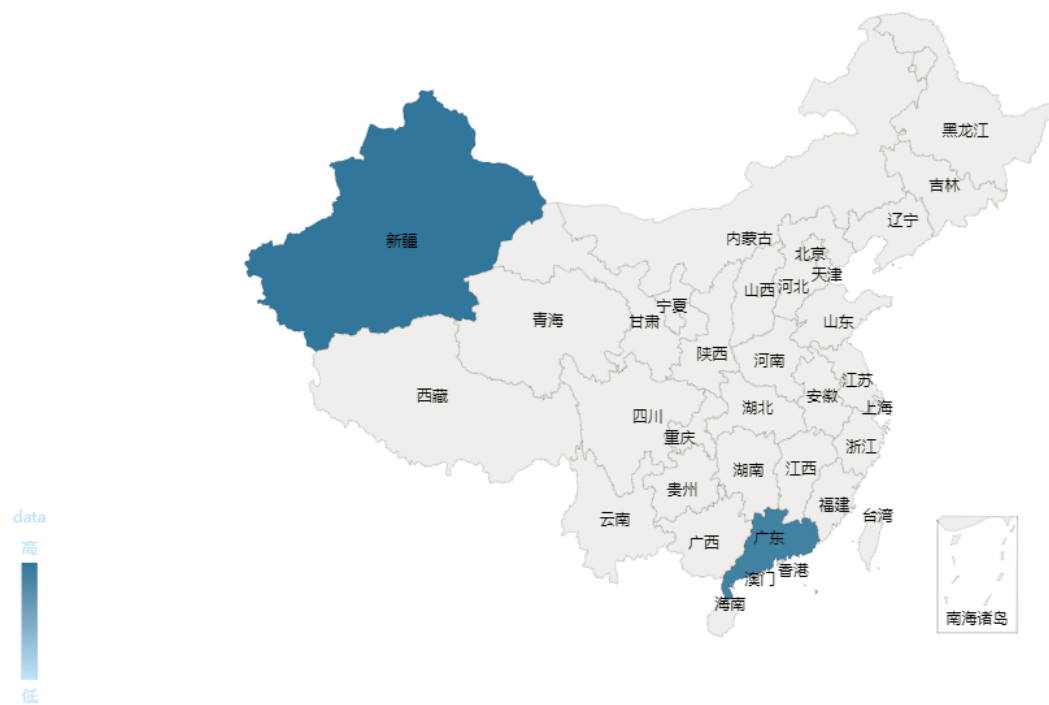 黑龙江
吉林
辽宁
内蒙古
新疆
北京
天津
河北
山西
宁夏
青海
甘肃
山东
陕西
河南
西藏
江苏
安徽
上海
湖北
四川
重庆
浙江
湖南
江西
贵州
福建
云南
台湾
广东
广西
香港
澳门
海南
南海诸岛
data
高
低